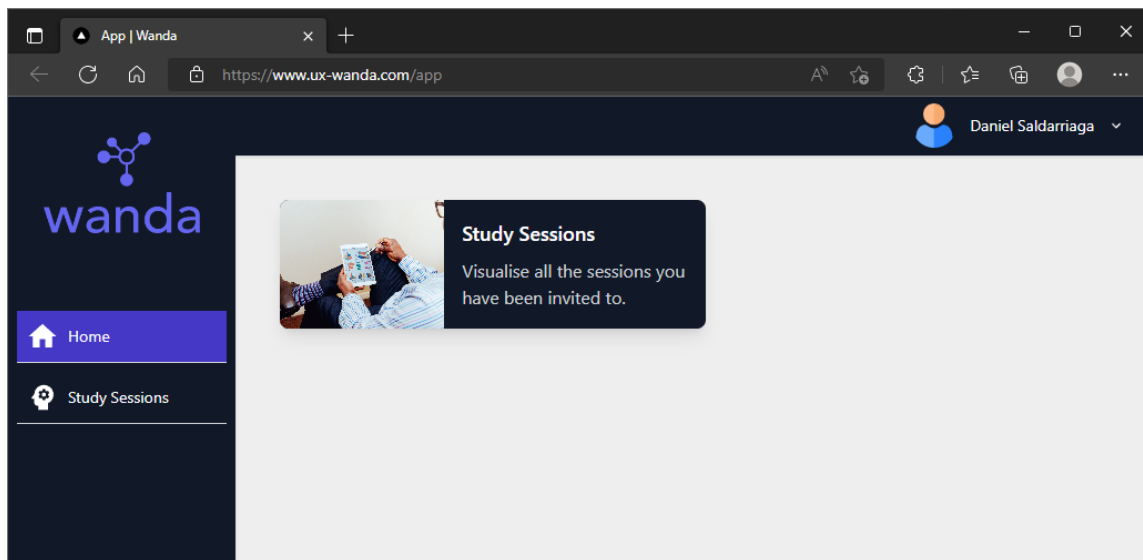 App | Wanda
https://www.ux-wanda.com/app
Daniel Saldarriaga
wanda
Study Sessions
Visualise all the sessions you
have been invited to.
Home
Study Sessions